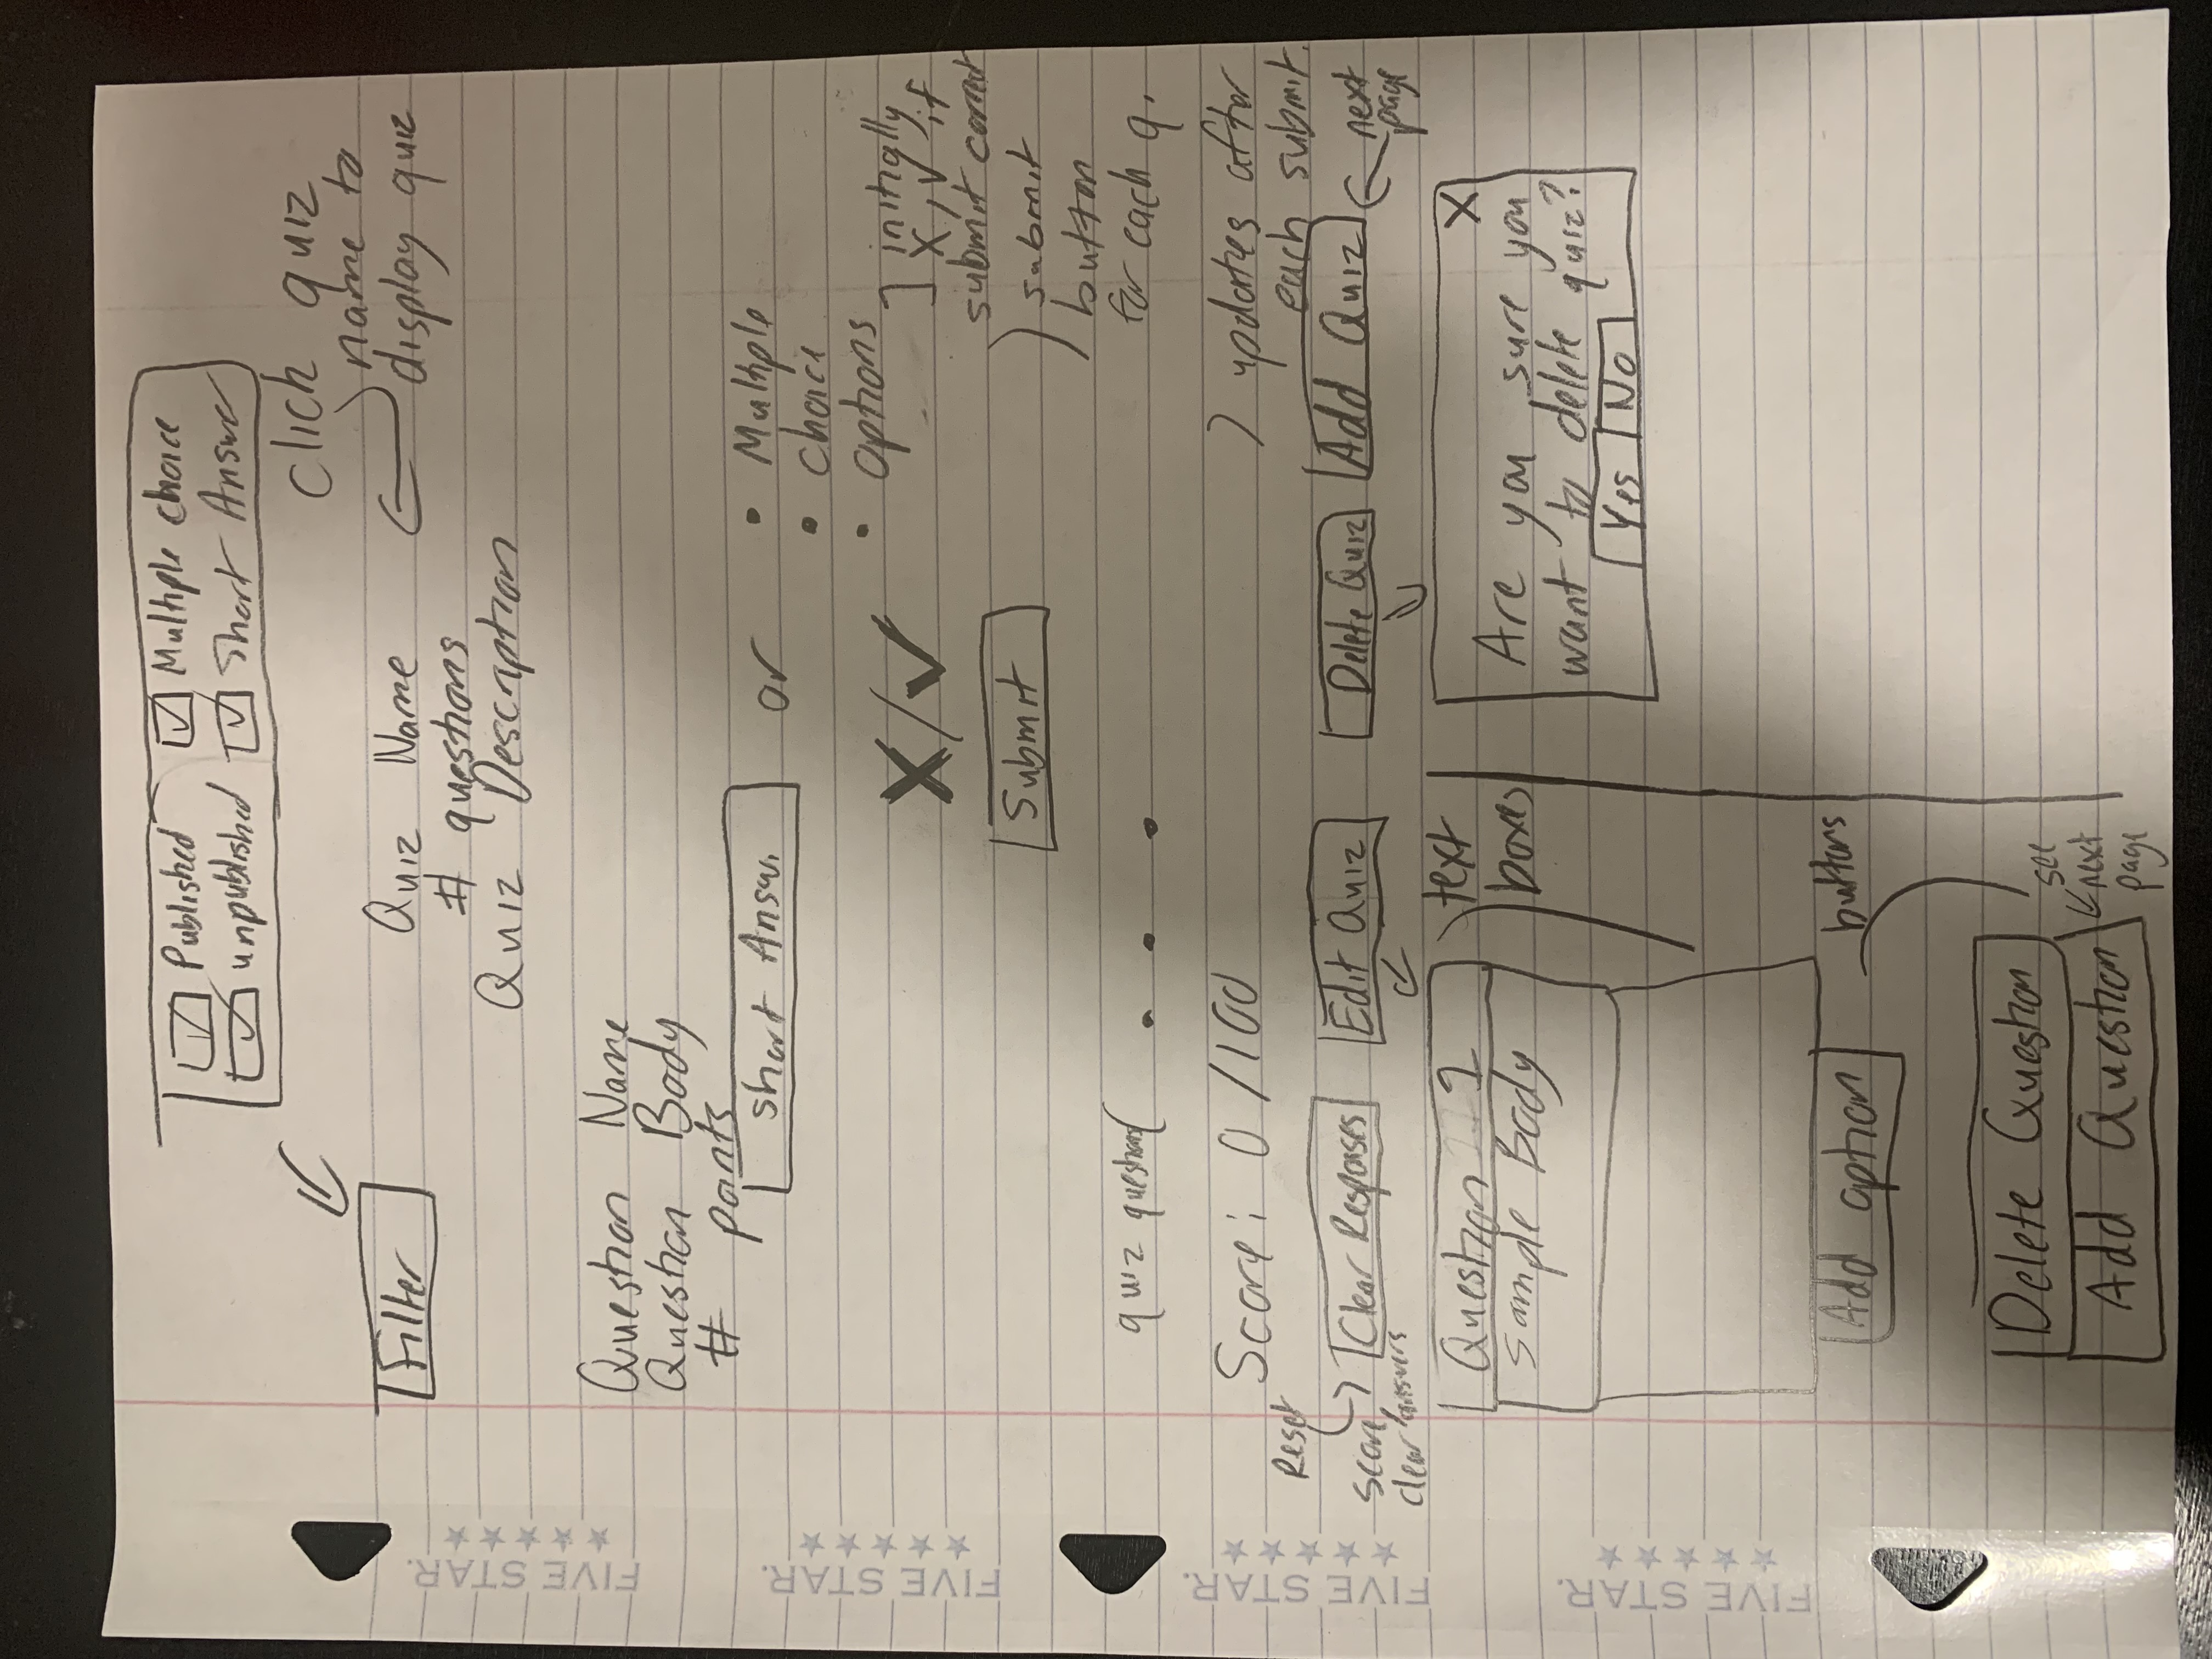 Published
Multiple choice
unpublished
Short Answer
Filter
Quiz Name
# questions
Quiz Description
click quiz
name to
display quiz
Question Name
Question Body
# points
Short Answ.
or
• Multiple
• choice
• options
X/✓
initially
X, ✓ if
submit correct
Submit
submit
button
for each q.
quiz questions
. . .
Score: 0/100
updates after
each submit.
Reset
score/
clear answers
Clear Responses
Edit Quiz
Delete Quiz
Add Quiz
next
page
Question 1
Sample Body
text
boxes
X
Are you sure you
want to delete quiz?
Yes
No
Add option
buttons
Delete Question
Add Question
see
next
page
FIVE STAR.
FIVE STAR.
FIVE STAR.
FIVE STAR.